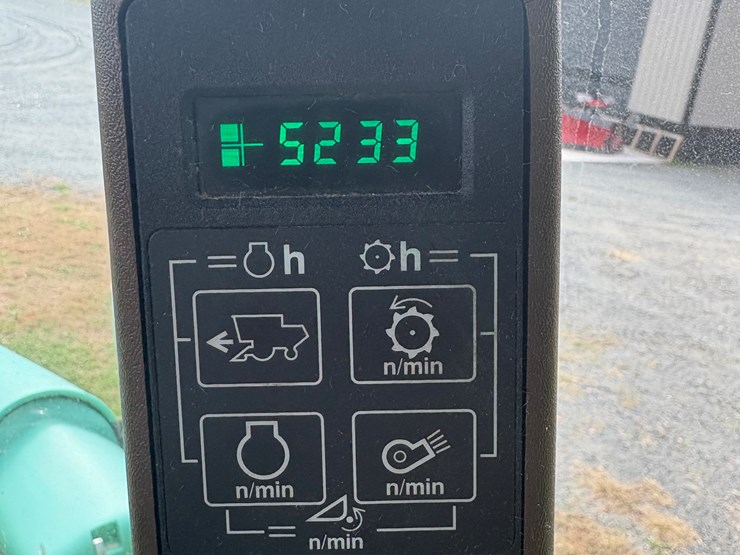 5233
= h h =
n/min
n/min n/min
=
n/min